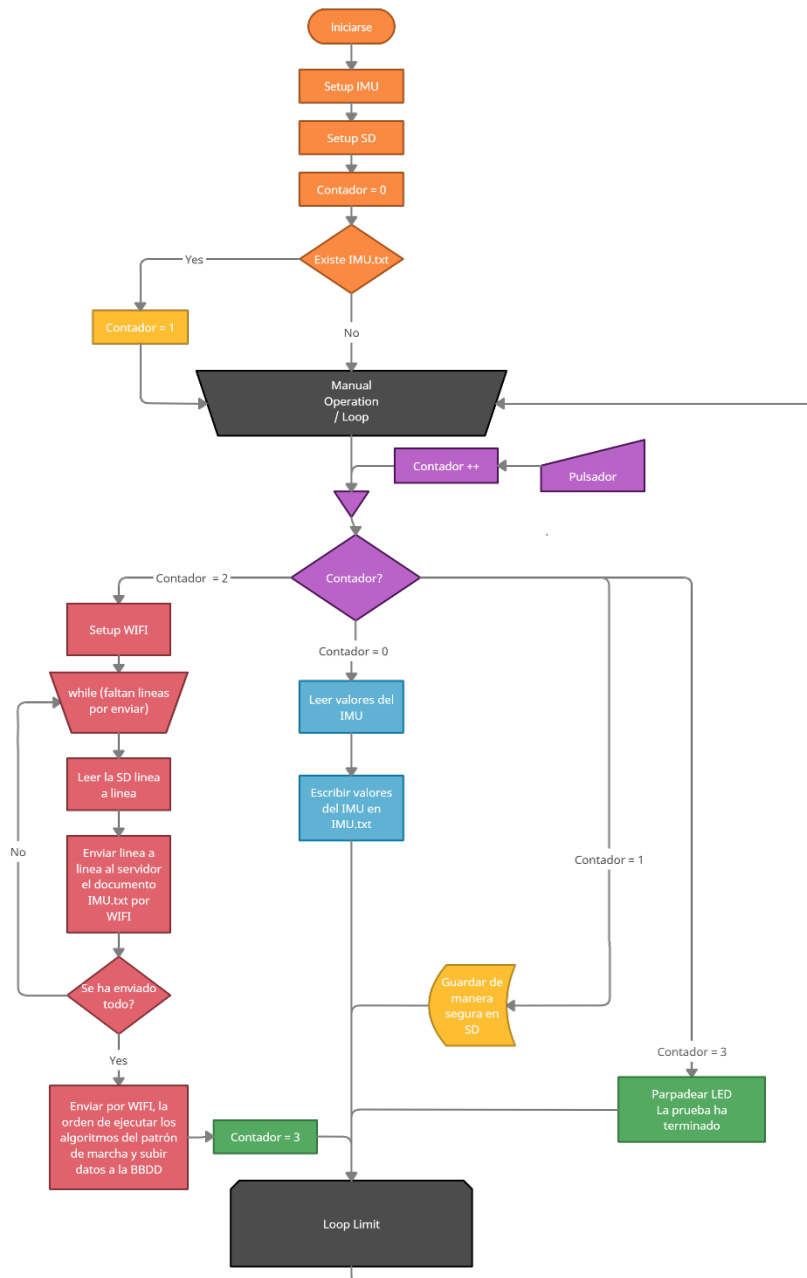 Iniciarse
Setup IMU
Setup SD
Contador = 0
Existe IMU.txt
Yes
No
Contador = 1
Manual
Operation
/ Loop
Contador ++
Pulsador
Contador?
Contador  = 2
Contador = 0
Contador = 1
Contador = 3
Setup WIFI
while (faltan lineas
por enviar)
Leer la SD linea
a linea
Enviar linea a
linea al servidor
el documento
IMU.txt por
WIFI
Se ha enviado
todo?
No
Yes
Enviar por WIFI, la
orden de ejecutar los
algoritmos del patrón
de marcha y subir
datos a la BBDD
Contador = 3
Leer valores del
IMU
Escribir valores
del IMU en
IMU.txt
Guardar de
manera
segura en
SD
Parpadear LED
La prueba ha
terminado
Loop Limit